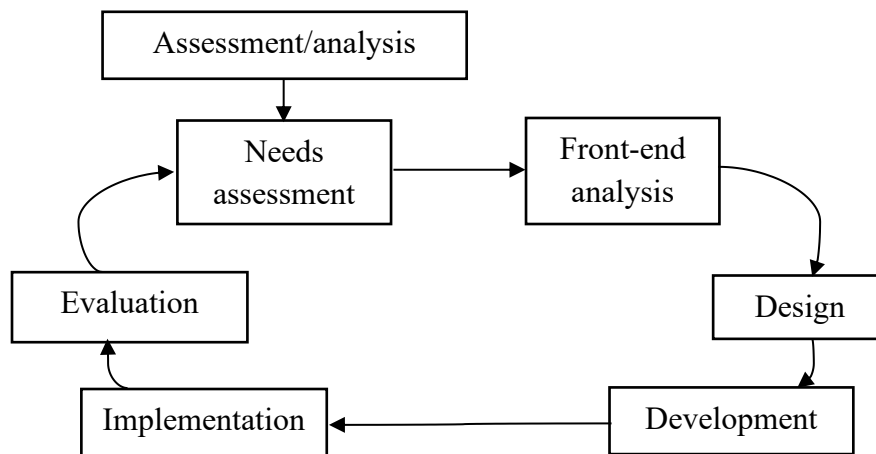 Assessment/analysis
Needs
assessment
Front-end
analysis
Evaluation
Design
Implementation
Development